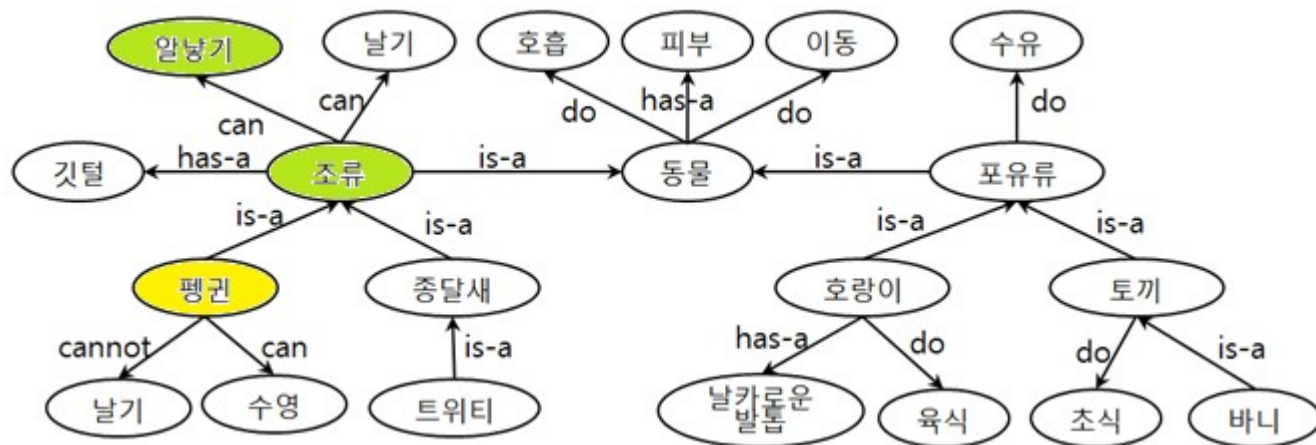 알낳기
날기
호흡
피부
이동
수유
can
can
do
has-a
do
do
깃털
has-a
조류
is-a
동물
is-a
포유류
is-a
is-a
is-a
is-a
펭귄
종달새
호랑이
토끼
cannot
can
is-a
has-a
do
do
is-a
날기
수영
트위티
날카로운
발톱
육식
초식
바니